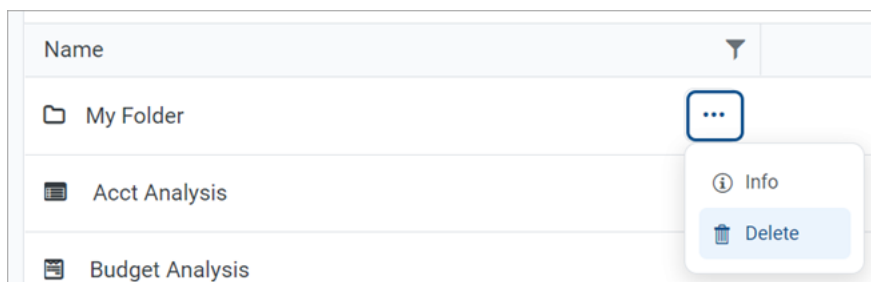 Name
My Folder
Acct Analysis
Info
Delete
Budget Analysis